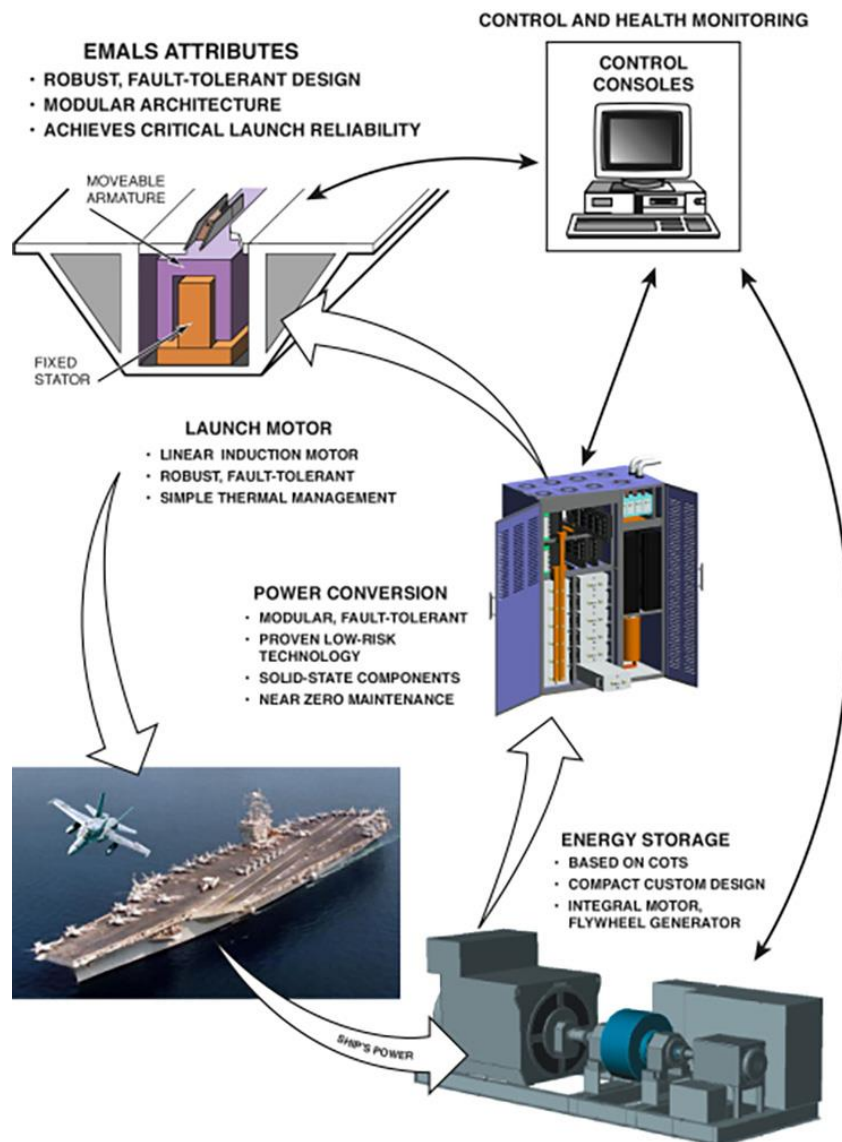 CONTROL AND HEALTH MONITORING
CONTROL
CONSOLES
EMALS ATTRIBUTES
• ROBUST, FAULT-TOLERANT DESIGN
• MODULAR ARCHITECTURE
• ACHIEVES CRITICAL LAUNCH RELIABILITY
MOVEABLE
ARMATURE
FIXED
STATOR
LAUNCH MOTOR
• LINEAR INDUCTION MOTOR
• ROBUST, FAULT-TOLERANT
• SIMPLE THERMAL MANAGEMENT
POWER CONVERSION
• MODULAR, FAULT-TOLERANT
• PROVEN LOW-RISK
TECHNOLOGY
• SOLID-STATE COMPONENTS
• NEAR ZERO MAINTENANCE
ENERGY STORAGE
• BASED ON COTS
• COMPACT CUSTOM DESIGN
• INTEGRAL MOTOR,
FLYWHEEL GENERATOR
SHIP'S POWER